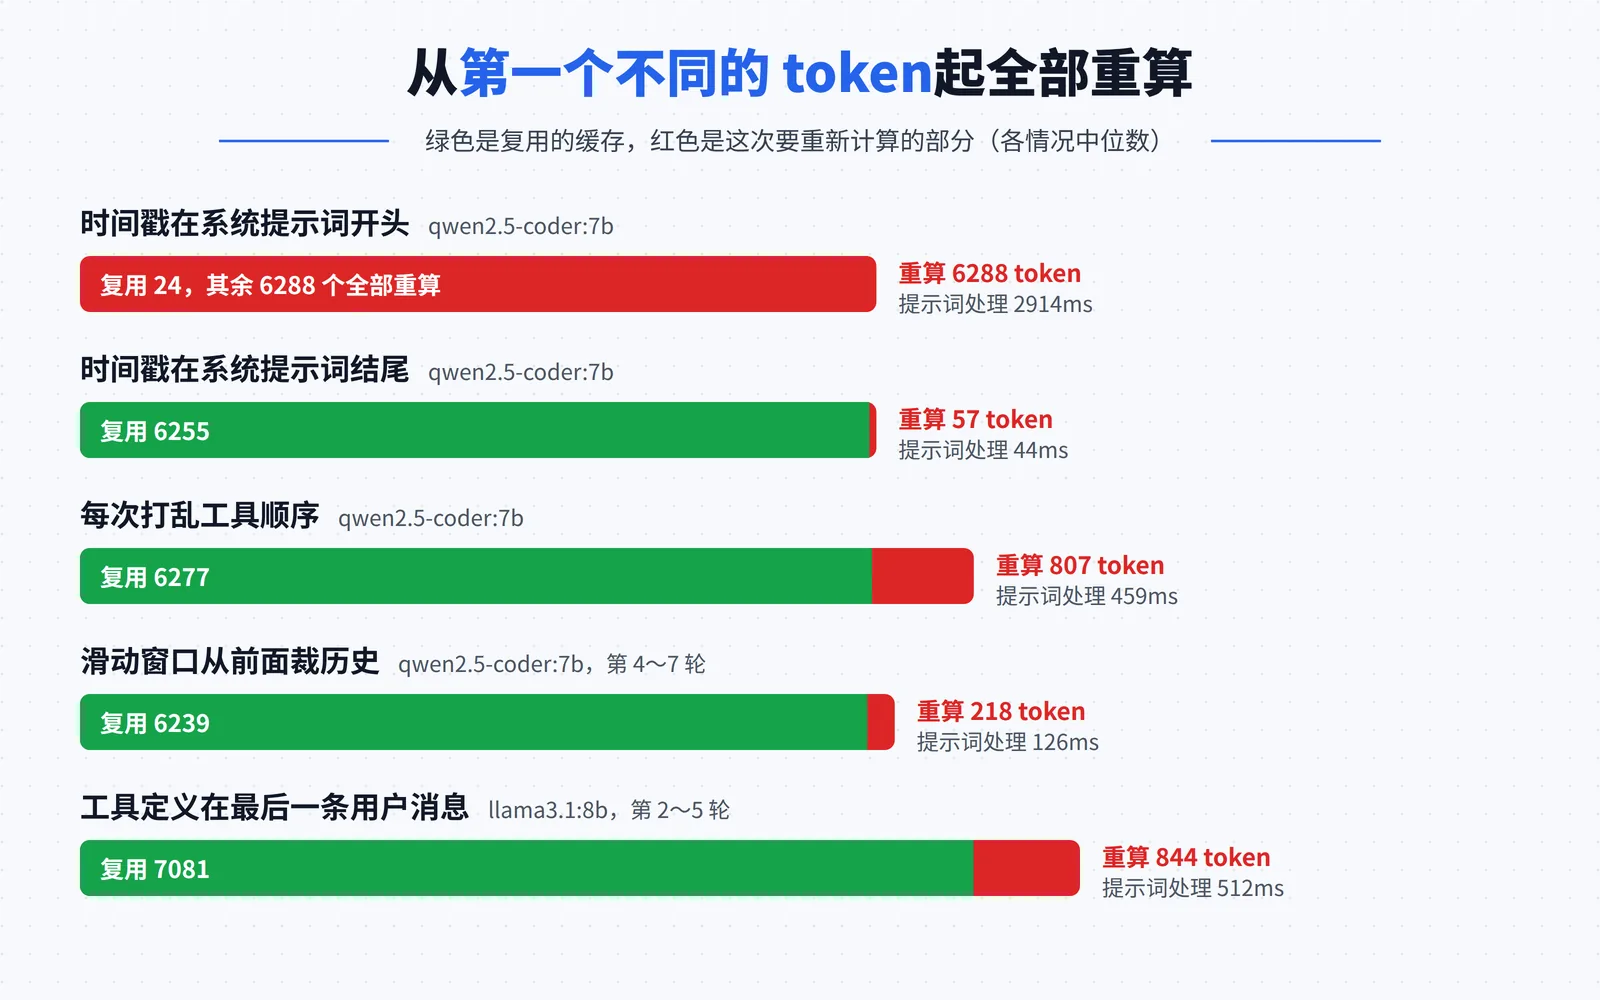 从第一个不同的 token起全部重算
绿色是复用的缓存，红色是这次要重新计算的部分（各情况中位数）
时间戳在系统提示词开头 qwen2.5-coder:7b
复用 24，其余 6288 个全部重算
重算 6288 token
提示词处理 2914ms
时间戳在系统提示词结尾 qwen2.5-coder:7b
复用 6255
重算 57 token
提示词处理 44ms
每次打乱工具顺序 qwen2.5-coder:7b
复用 6277
重算 807 token
提示词处理 459ms
滑动窗口从前面裁历史 qwen2.5-coder:7b，第 4～7 轮
复用 6239
重算 218 token
提示词处理 126ms
工具定义在最后一条用户消息 llama3.1:8b，第 2～5 轮
复用 7081
重算 844 token
提示词处理 512ms